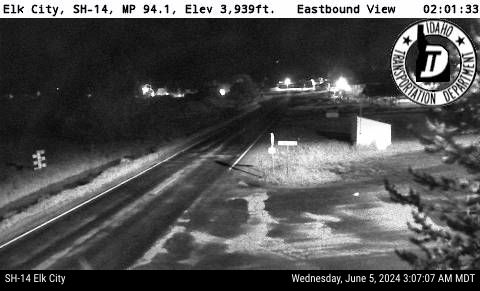 Elk City, SH-14, MP 94.1, Elev 3,939ft. Eastbound View 02:01:33
IDAHO
TRANSPORTATION DEPARTMENT
SH-14 Elk City
Wednesday, June 5, 2024 3:07:07 AM MDT